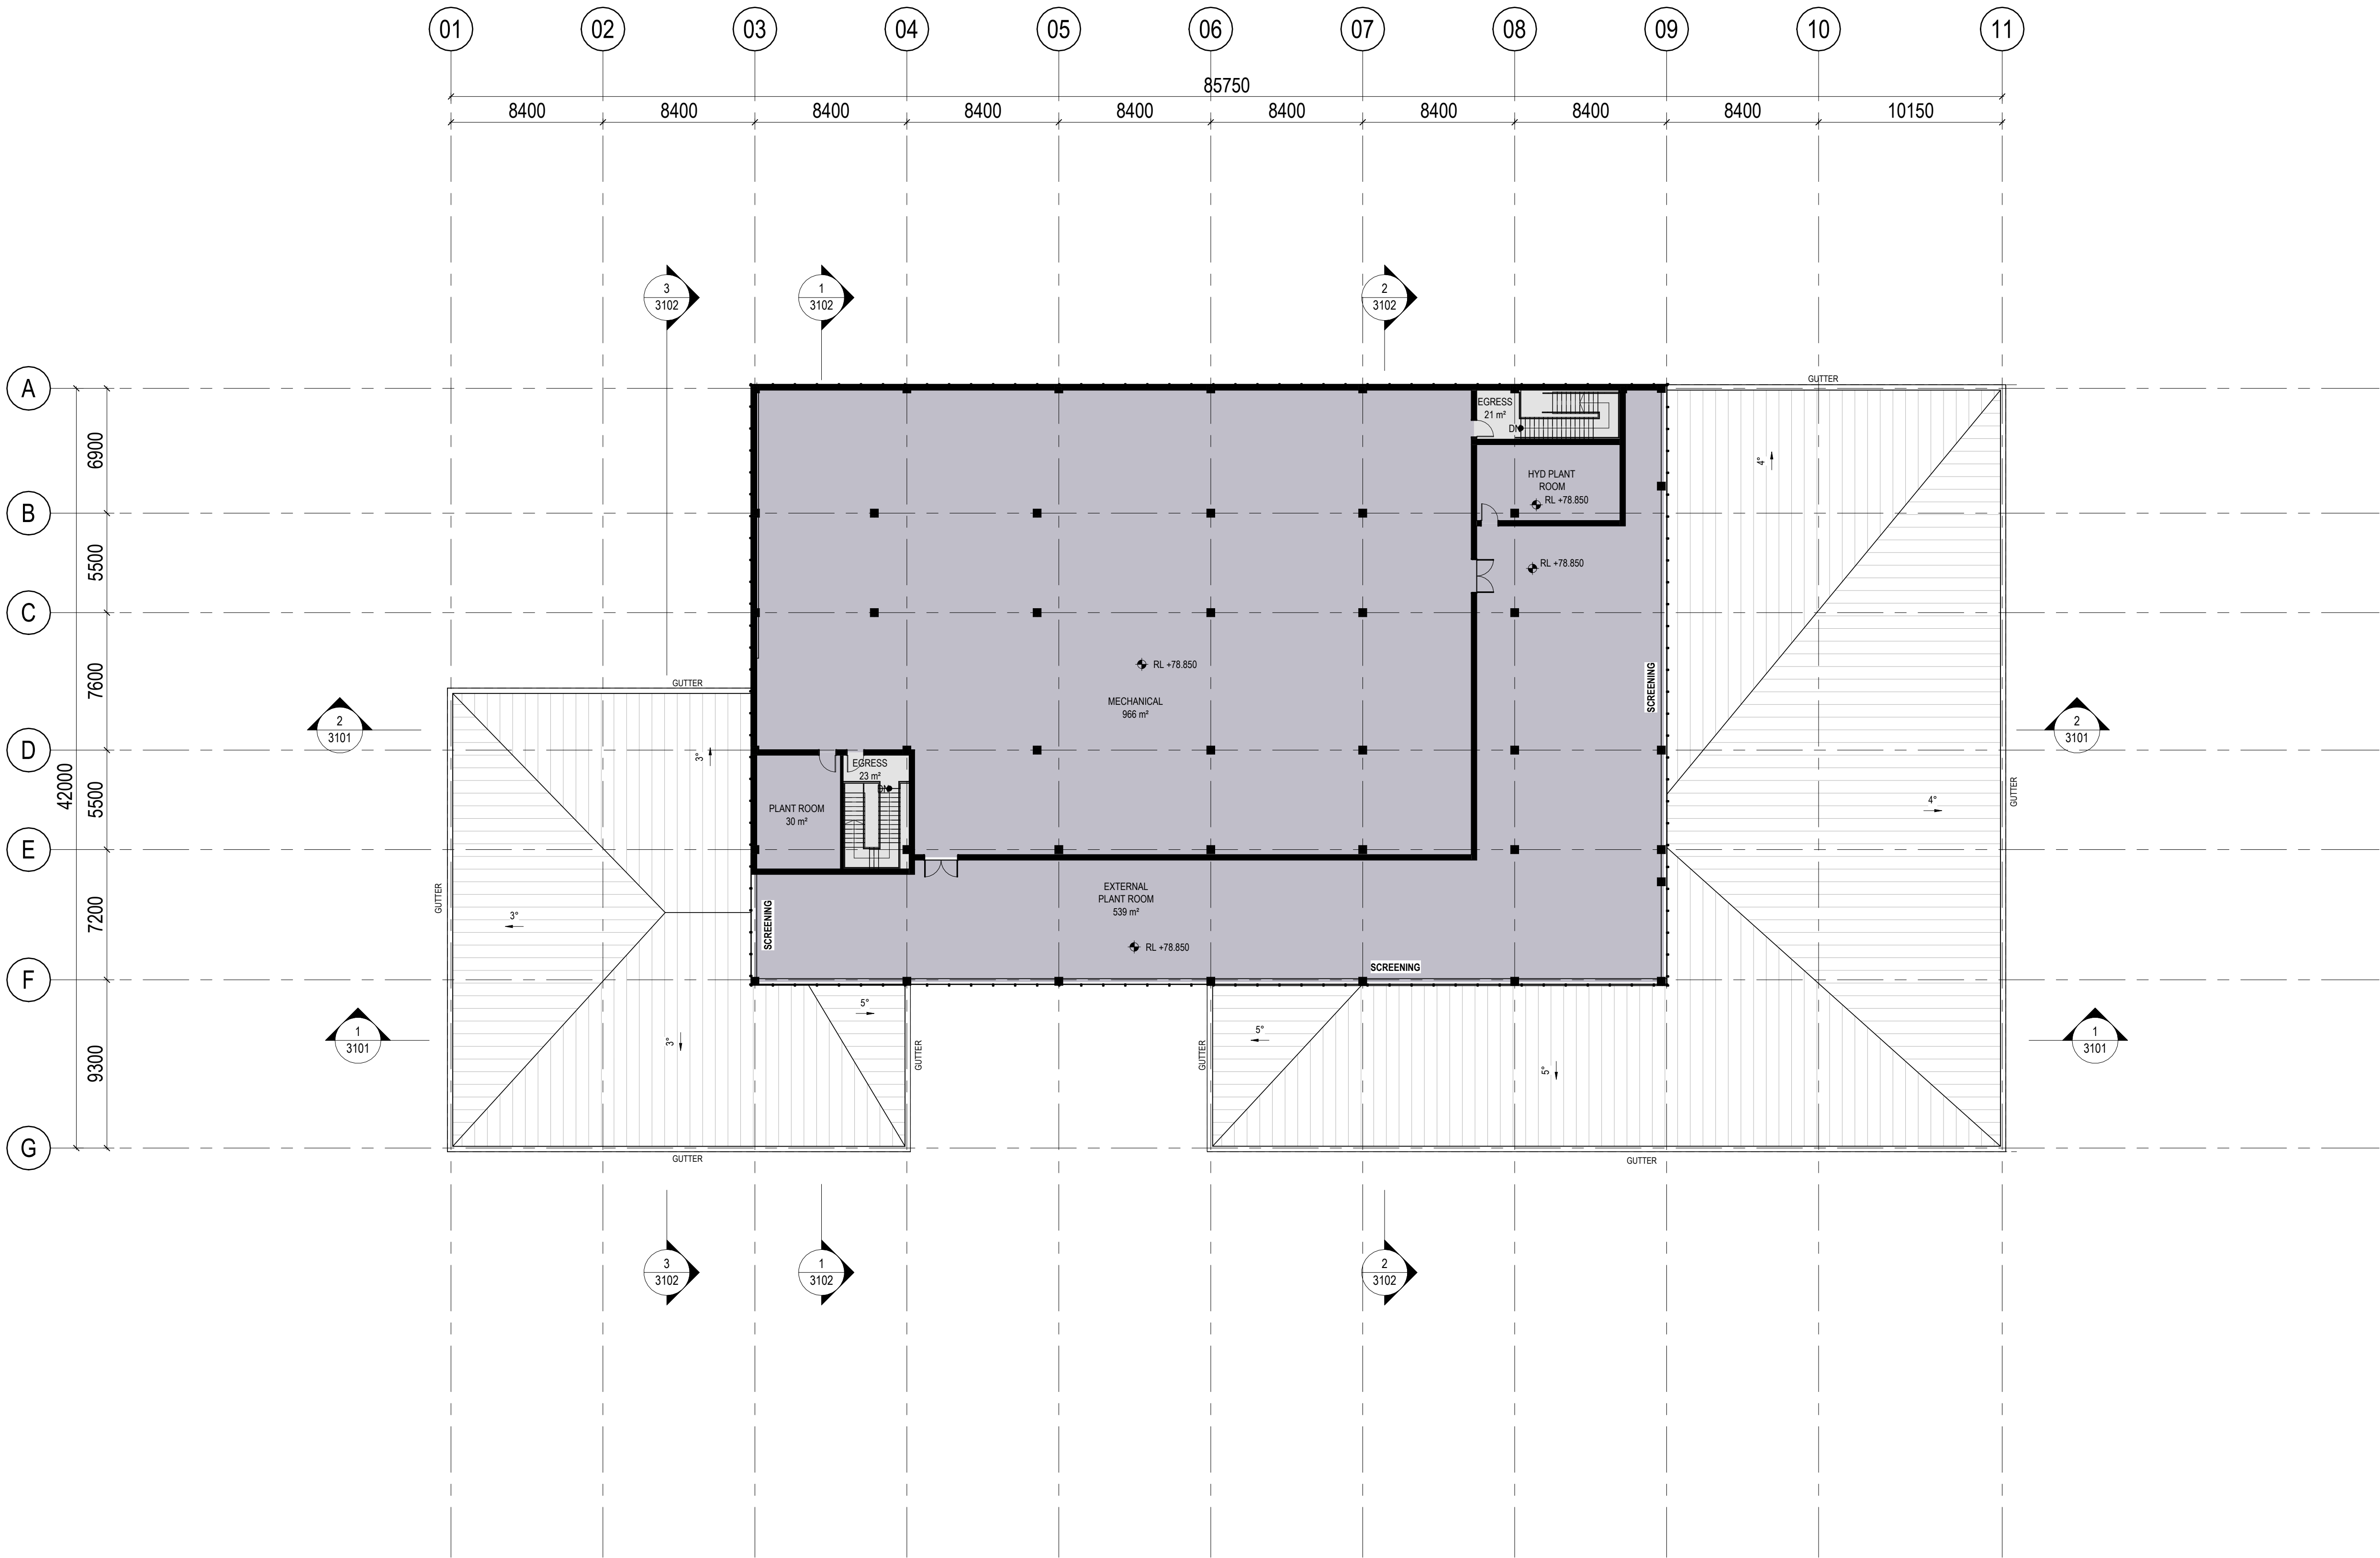 01 02 03 04 05 06 07 08 09 10 11
85750
8400 8400 8400 8400 8400 8400 8400 8400 8400 10150
3
3102
1
3102
2
3102
A
B
C
D
E
F
G
6900
5500
7600
5500
7200
9300
42000
GUTTER
EGRESS
21 m²
DN
HYD PLANT
ROOM
RL +78.850
RL +78.850
4°
SCREENING
RL +78.850
MECHANICAL
966 m²
GUTTER
2
3101
2
3101
3°
EGRESS
23 m²
DN
PLANT ROOM
30 m²
4°
GUTTER
GUTTER
3°
SCREENING
EXTERNAL
PLANT ROOM
539 m²
RL +78.850
SCREENING
5°
1
3101
3°
GUTTER
GUTTER
5°
5°
1
3101
GUTTER
GUTTER
3
3102
1
3102
2
3102